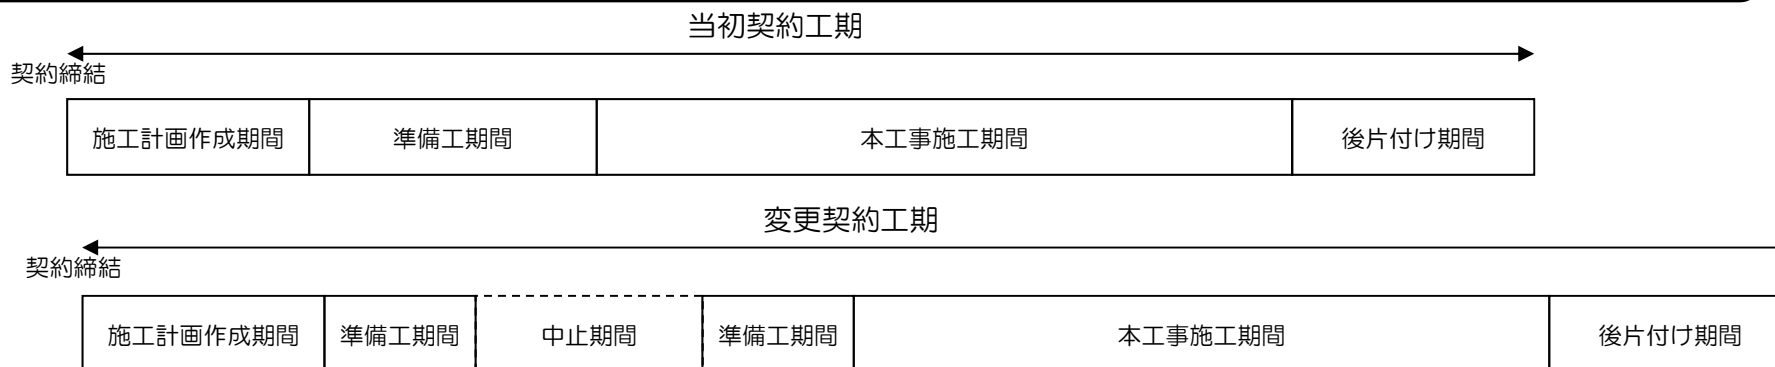 当初契約工期
契約締結
施工計画作成期間 準備工期間 本工事施工期間 後片付け期間
変更契約工期
契約締結
施工計画作成期間 準備工期間 中止期間 準備工期間 本工事施工期間 後片付け期間